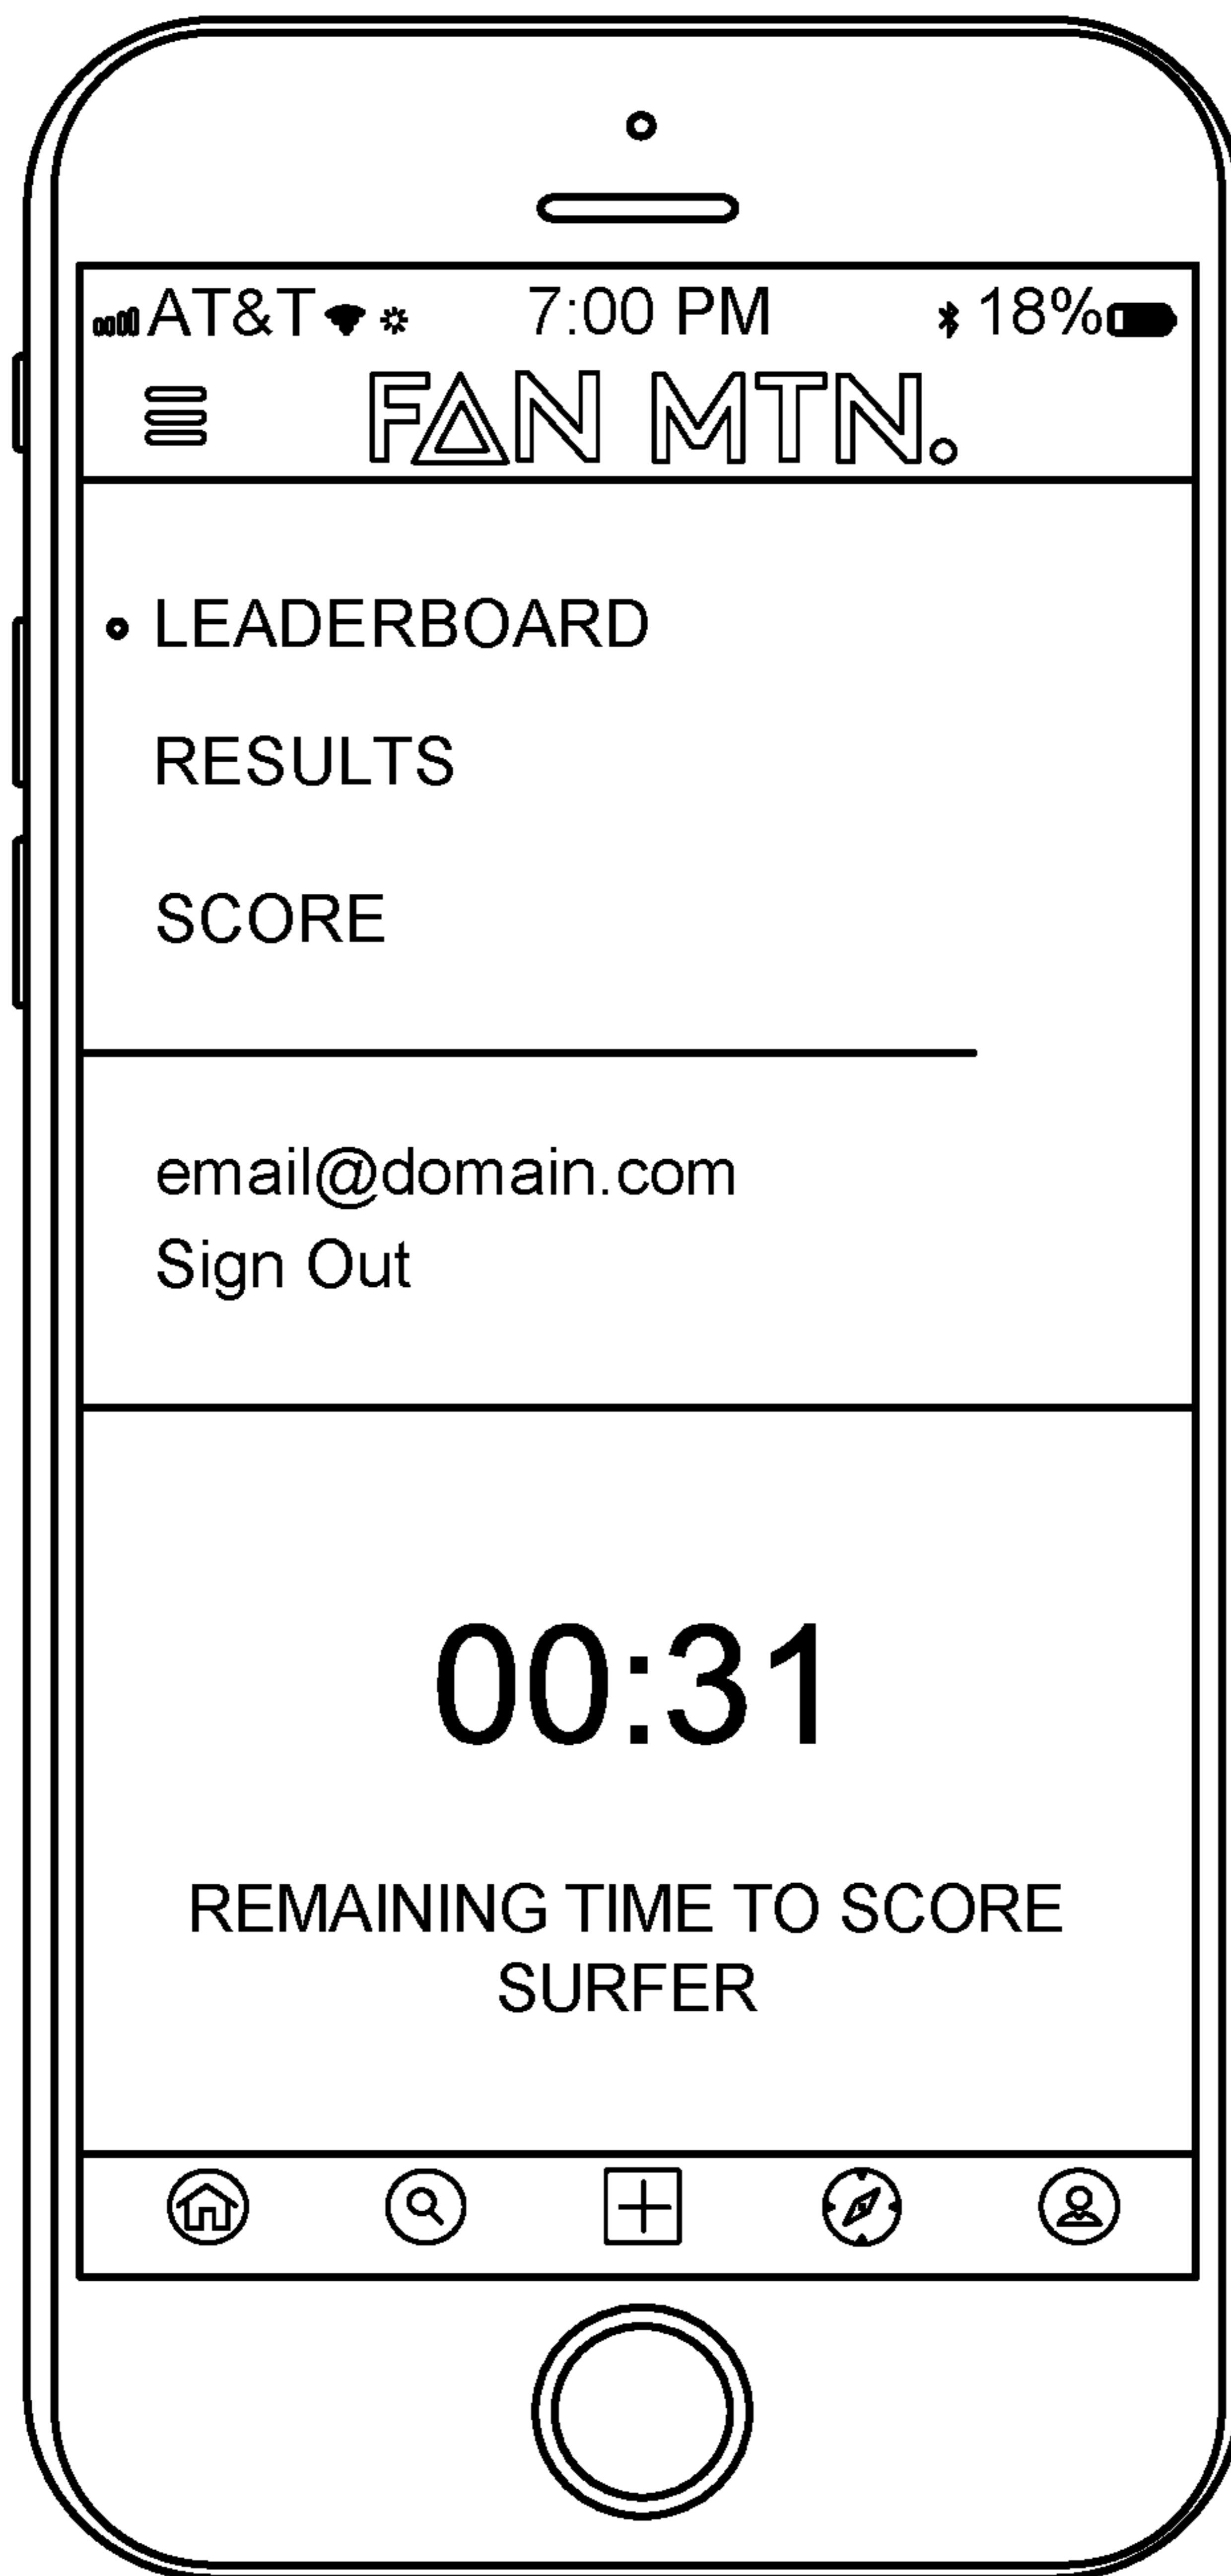 AT&T 7:00 PM 18%
FAN MTN.
LEADERBOARD
RESULTS
SCORE
email@domain.com
Sign Out
00:31
REMAINING TIME TO SCORE
SURFER